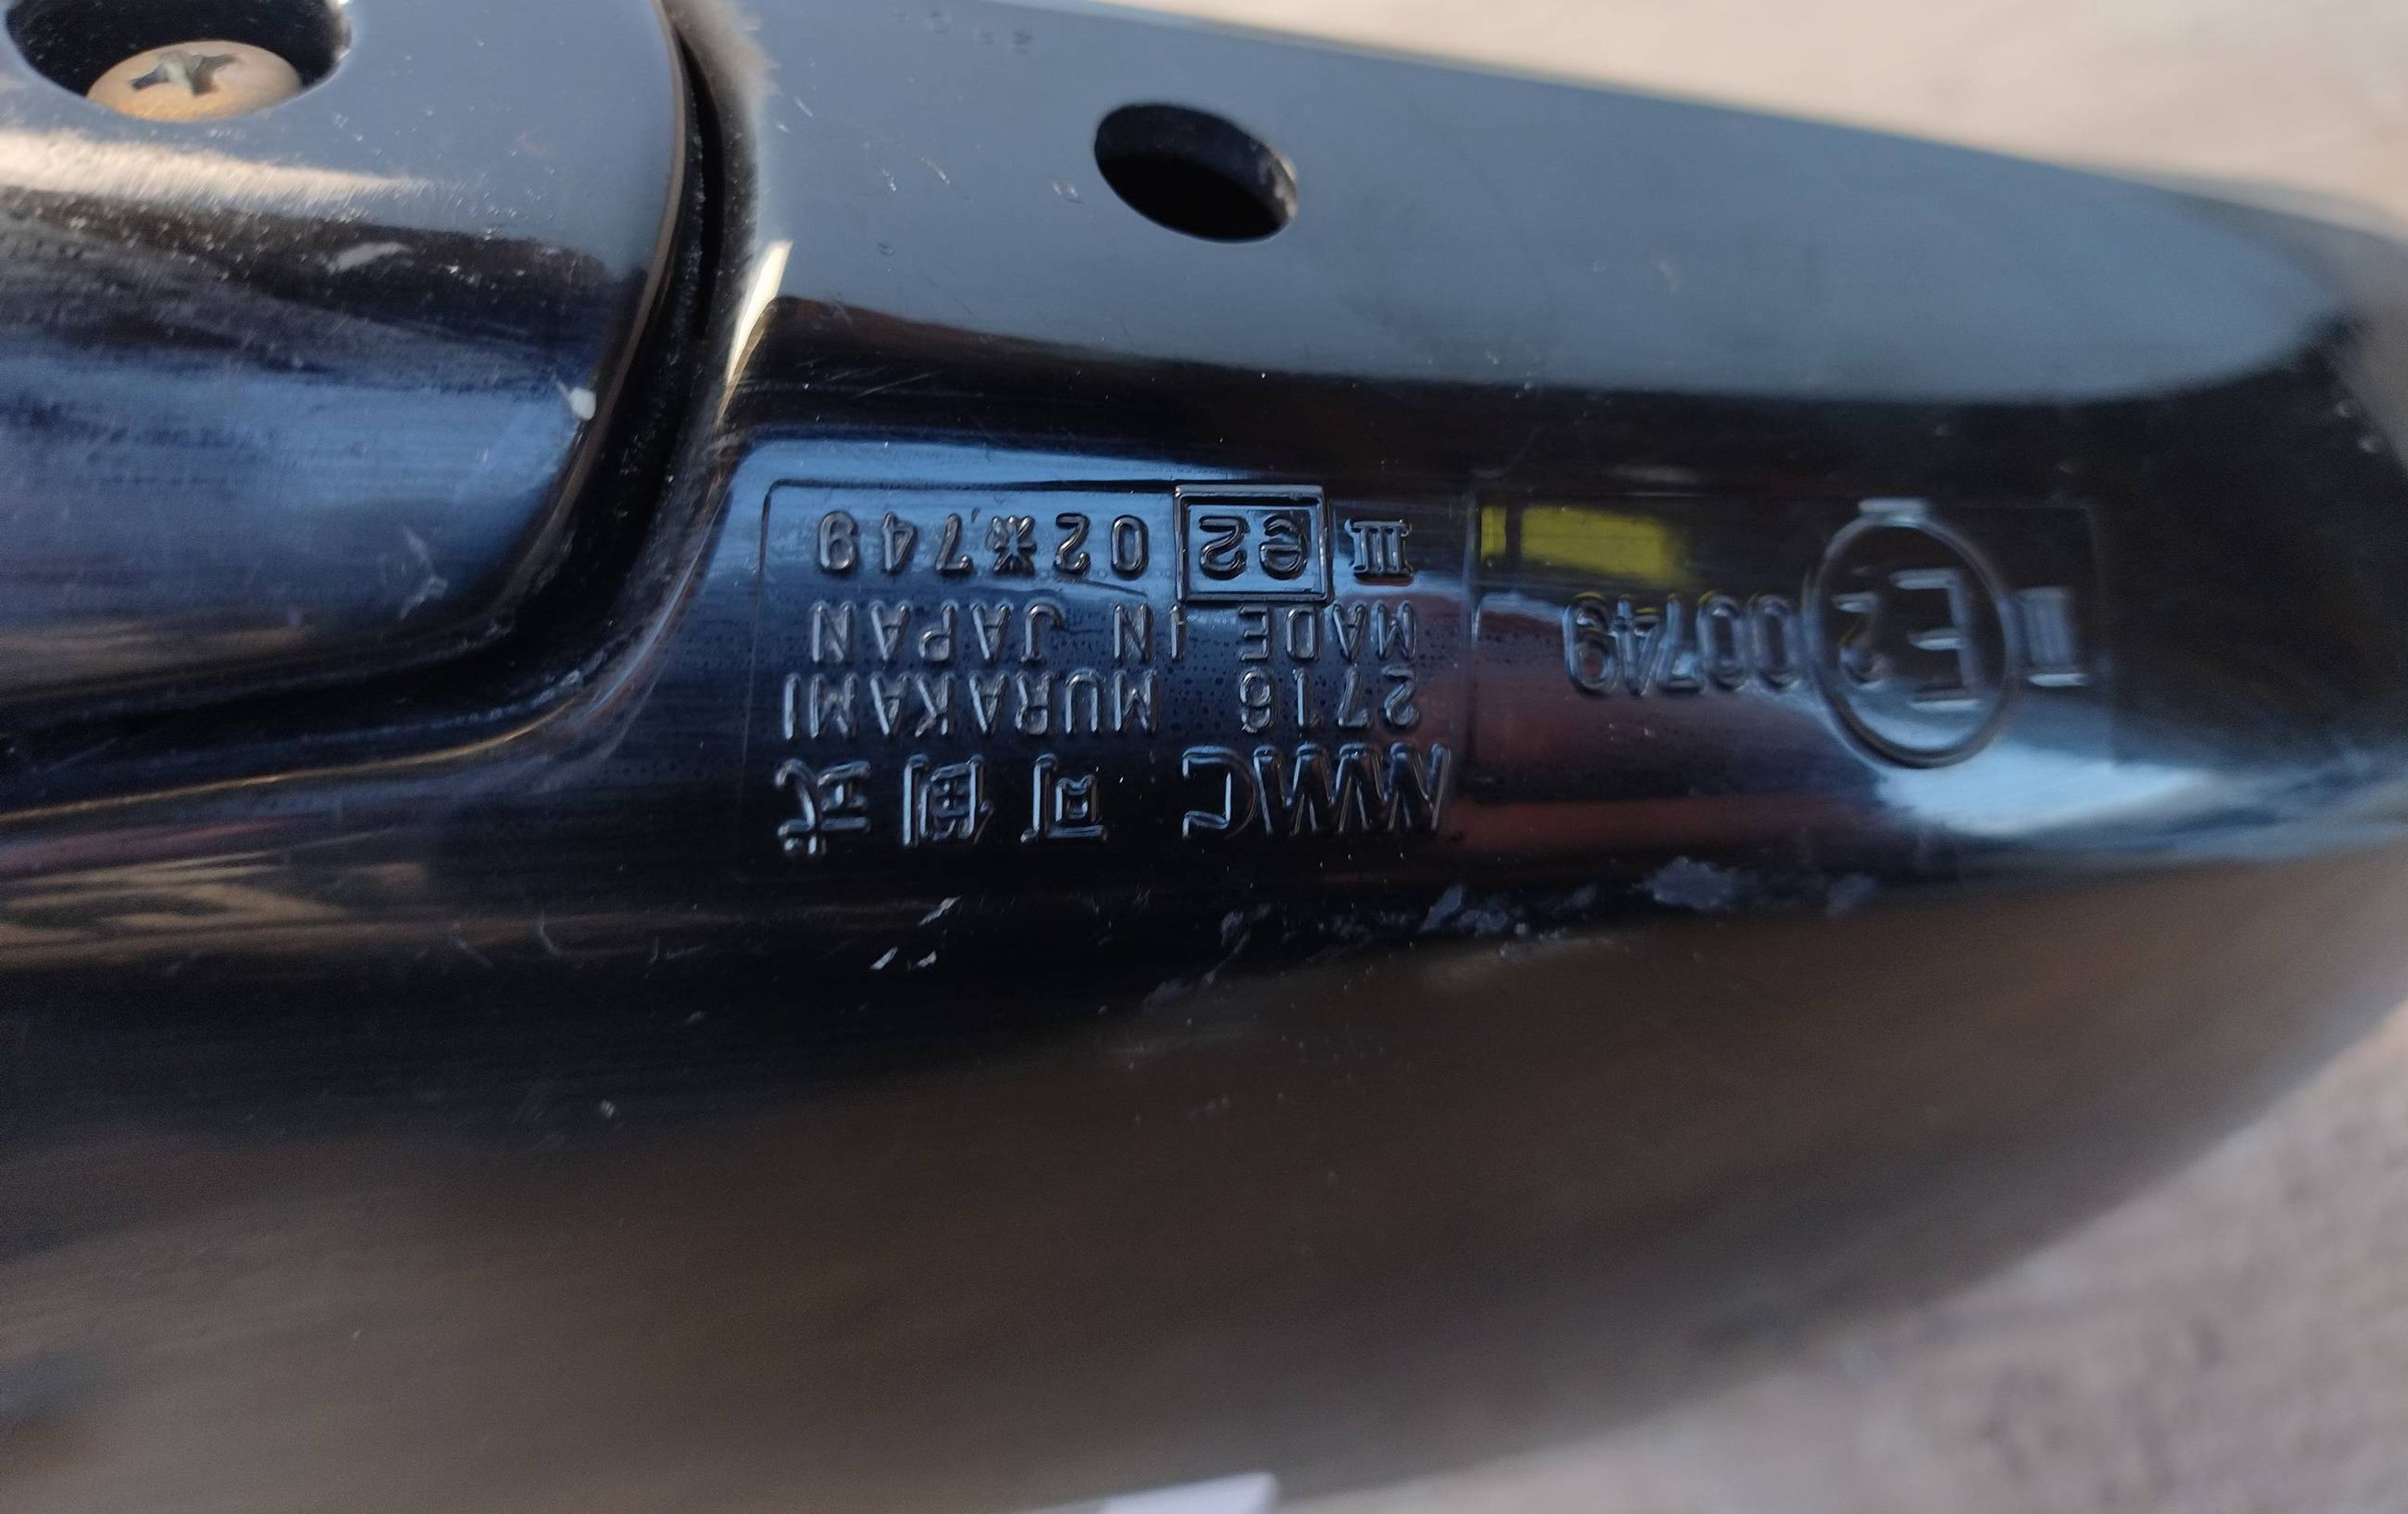 MMC 可倒式
2716 MURAKAMI
MADE IN JAPAN
III e2 02*749
III E2 00749